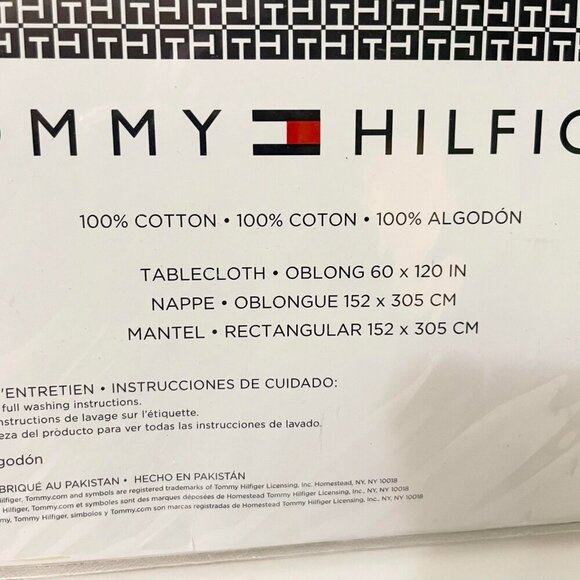 OMMY HILFIG
100% COTTON • 100% COTON • 100% ALGODÓN
TABLECLOTH • OBLONG 60 x 120 IN
NAPPE • OBLONGUE 152 x 305 CM
MANTEL • RECTANGULAR 152 x 305 CM
'ENTRETIEN • INSTRUCCIONES DE CUIDADO:
full washing instructions.
nstructions de lavage sur l'étiquette.
eza del producto para ver todas las instrucciones de lavado.
godón
BRIQUÉ AU PAKISTAN • HECHO EN PAKISTÁN
ilfiger, Tommy.com and symbols are registered trademarks of Tommy Hilfiger Licensing, Inc. Homestead, NY, NY 10018
Hilfiger, Tommy.com et symboles sont des marques déposées de Homestead Tommy Hilfiger Licensing, Inc., NY, NY 10018
my, Tommy Hilfiger, símbolos y Tommy.com son marcas registradas de Homestead Tommy Hilfiger Licensing, Inc., NY, NY 10018